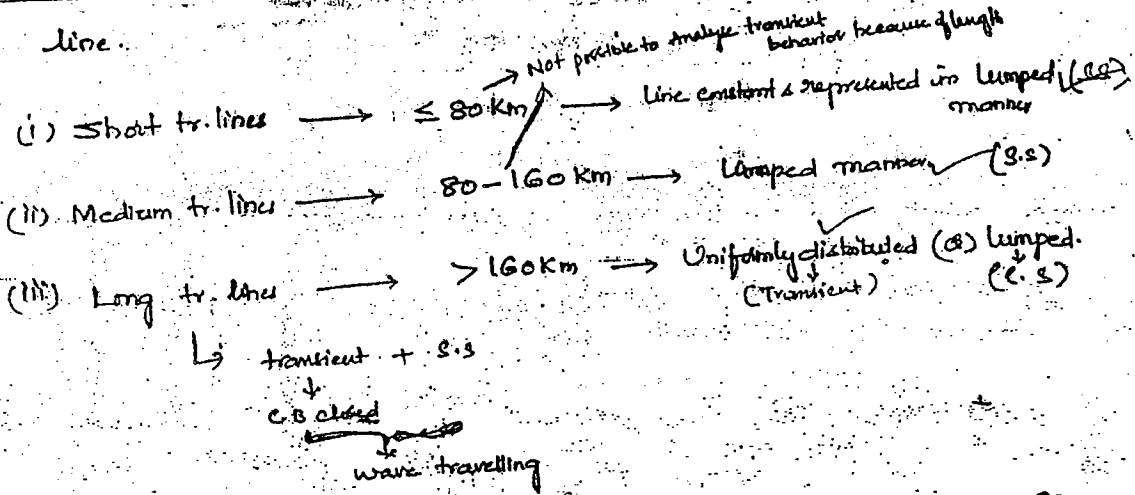 line.
→ Not possible to Analyse transient behavior because of length
(i) Short tr. lines → ≤ 80 Km → line constants represented in lumped (S.S) manner
(ii) Medium tr. lines → 80 - 160 Km → Lumped manner (S.S)
(iii) Long tr. lines → > 160 Km → Uniformly distributed (or) lumped.
(Transient) (S.S)
↳ transient + S.S
↓
C.B closed
↓
wave travelling